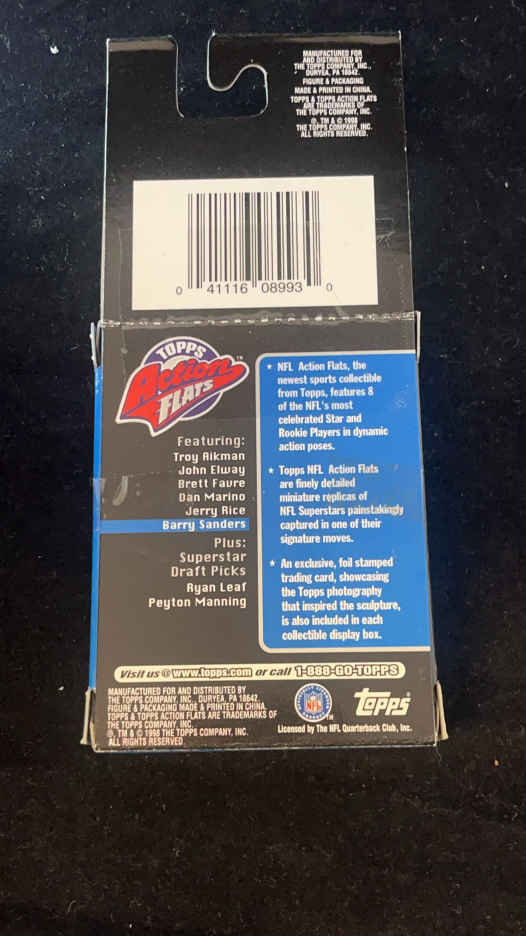 MANUFACTURED FOR
AND DISTRIBUTED BY
THE TOPPS COMPANY, INC.,
DURYEA, PA 18642.
FIGURE & PACKAGING
MADE & PRINTED IN CHINA.
TOPPS & TOPPS ACTION FLATS
ARE TRADEMARKS OF
THE TOPPS COMPANY, INC.
®, TM & © 1998
THE TOPPS COMPANY, INC.
ALL RIGHTS RESERVED.
0 41116 08993 0
TOPPS
Action
FLATS™
Featuring:
Troy Aikman
John Elway
Brett Favre
Dan Marino
Jerry Rice
Barry Sanders
Plus:
Superstar
Draft Picks
Ryan Leaf
Peyton Manning
★ NFL Action Flats, the
newest sports collectible
from Topps, features 8
of the NFL's most
celebrated Star and
Rookie Players in dynamic
action poses.
★ Topps NFL Action Flats
are finely detailed
miniature replicas of
NFL Superstars painstakingly
captured in one of their
signature moves.
★ An exclusive, foil stamped
trading card, showcasing
the Topps photography
that inspired the sculpture,
is also included in each
collectible display box.
Visit us @ www.topps.com or call 1-888-GO-TOPPS
MANUFACTURED FOR AND DISTRIBUTED BY
THE TOPPS COMPANY, INC., DURYEA, PA 18642.
FIGURE & PACKAGING MADE & PRINTED IN CHINA.
TOPPS & TOPPS ACTION FLATS ARE TRADEMARKS OF
THE TOPPS COMPANY, INC.
®, TM & © 1998 THE TOPPS COMPANY, INC.
ALL RIGHTS RESERVED.
NFL
TM
Topps®
Licensed by The NFL Quarterback Club, Inc.